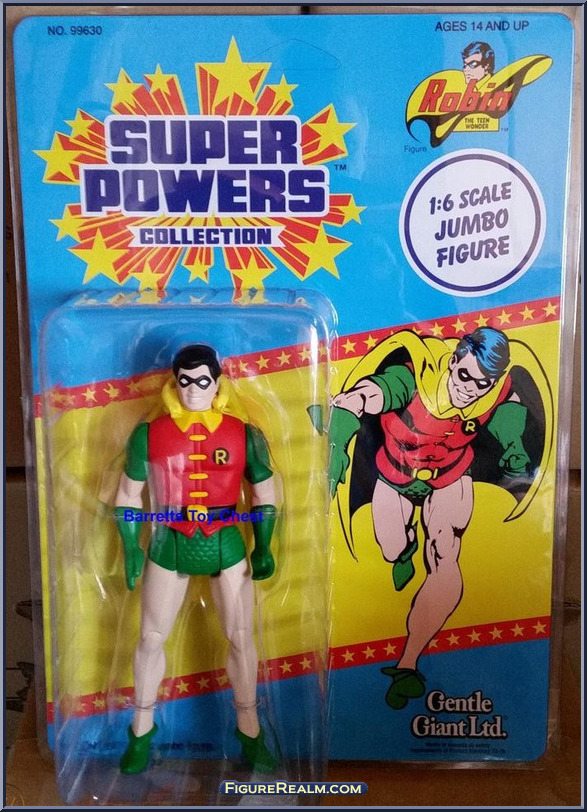 NO. 99630
AGES 14 AND UP
Robin
THE TEEN
WONDER
TM
Figure
SUPER
POWERS
TM
COLLECTION
1:6 SCALE
JUMBO
FIGURE
R
R
Barretts Toy Chest
Gentle
Giant Ltd.
FIGUREREALM.COM